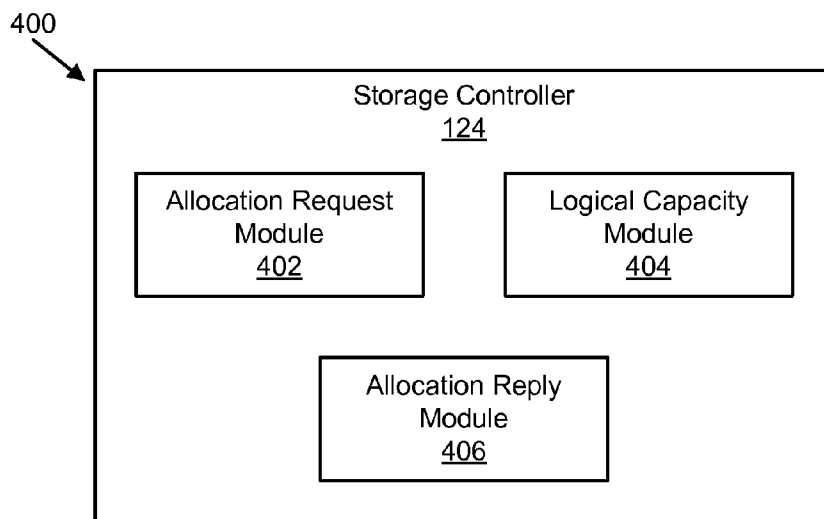 400
Storage Controller
124
Allocation Request
Module
402
Logical Capacity
Module
404
Allocation Reply
Module
406